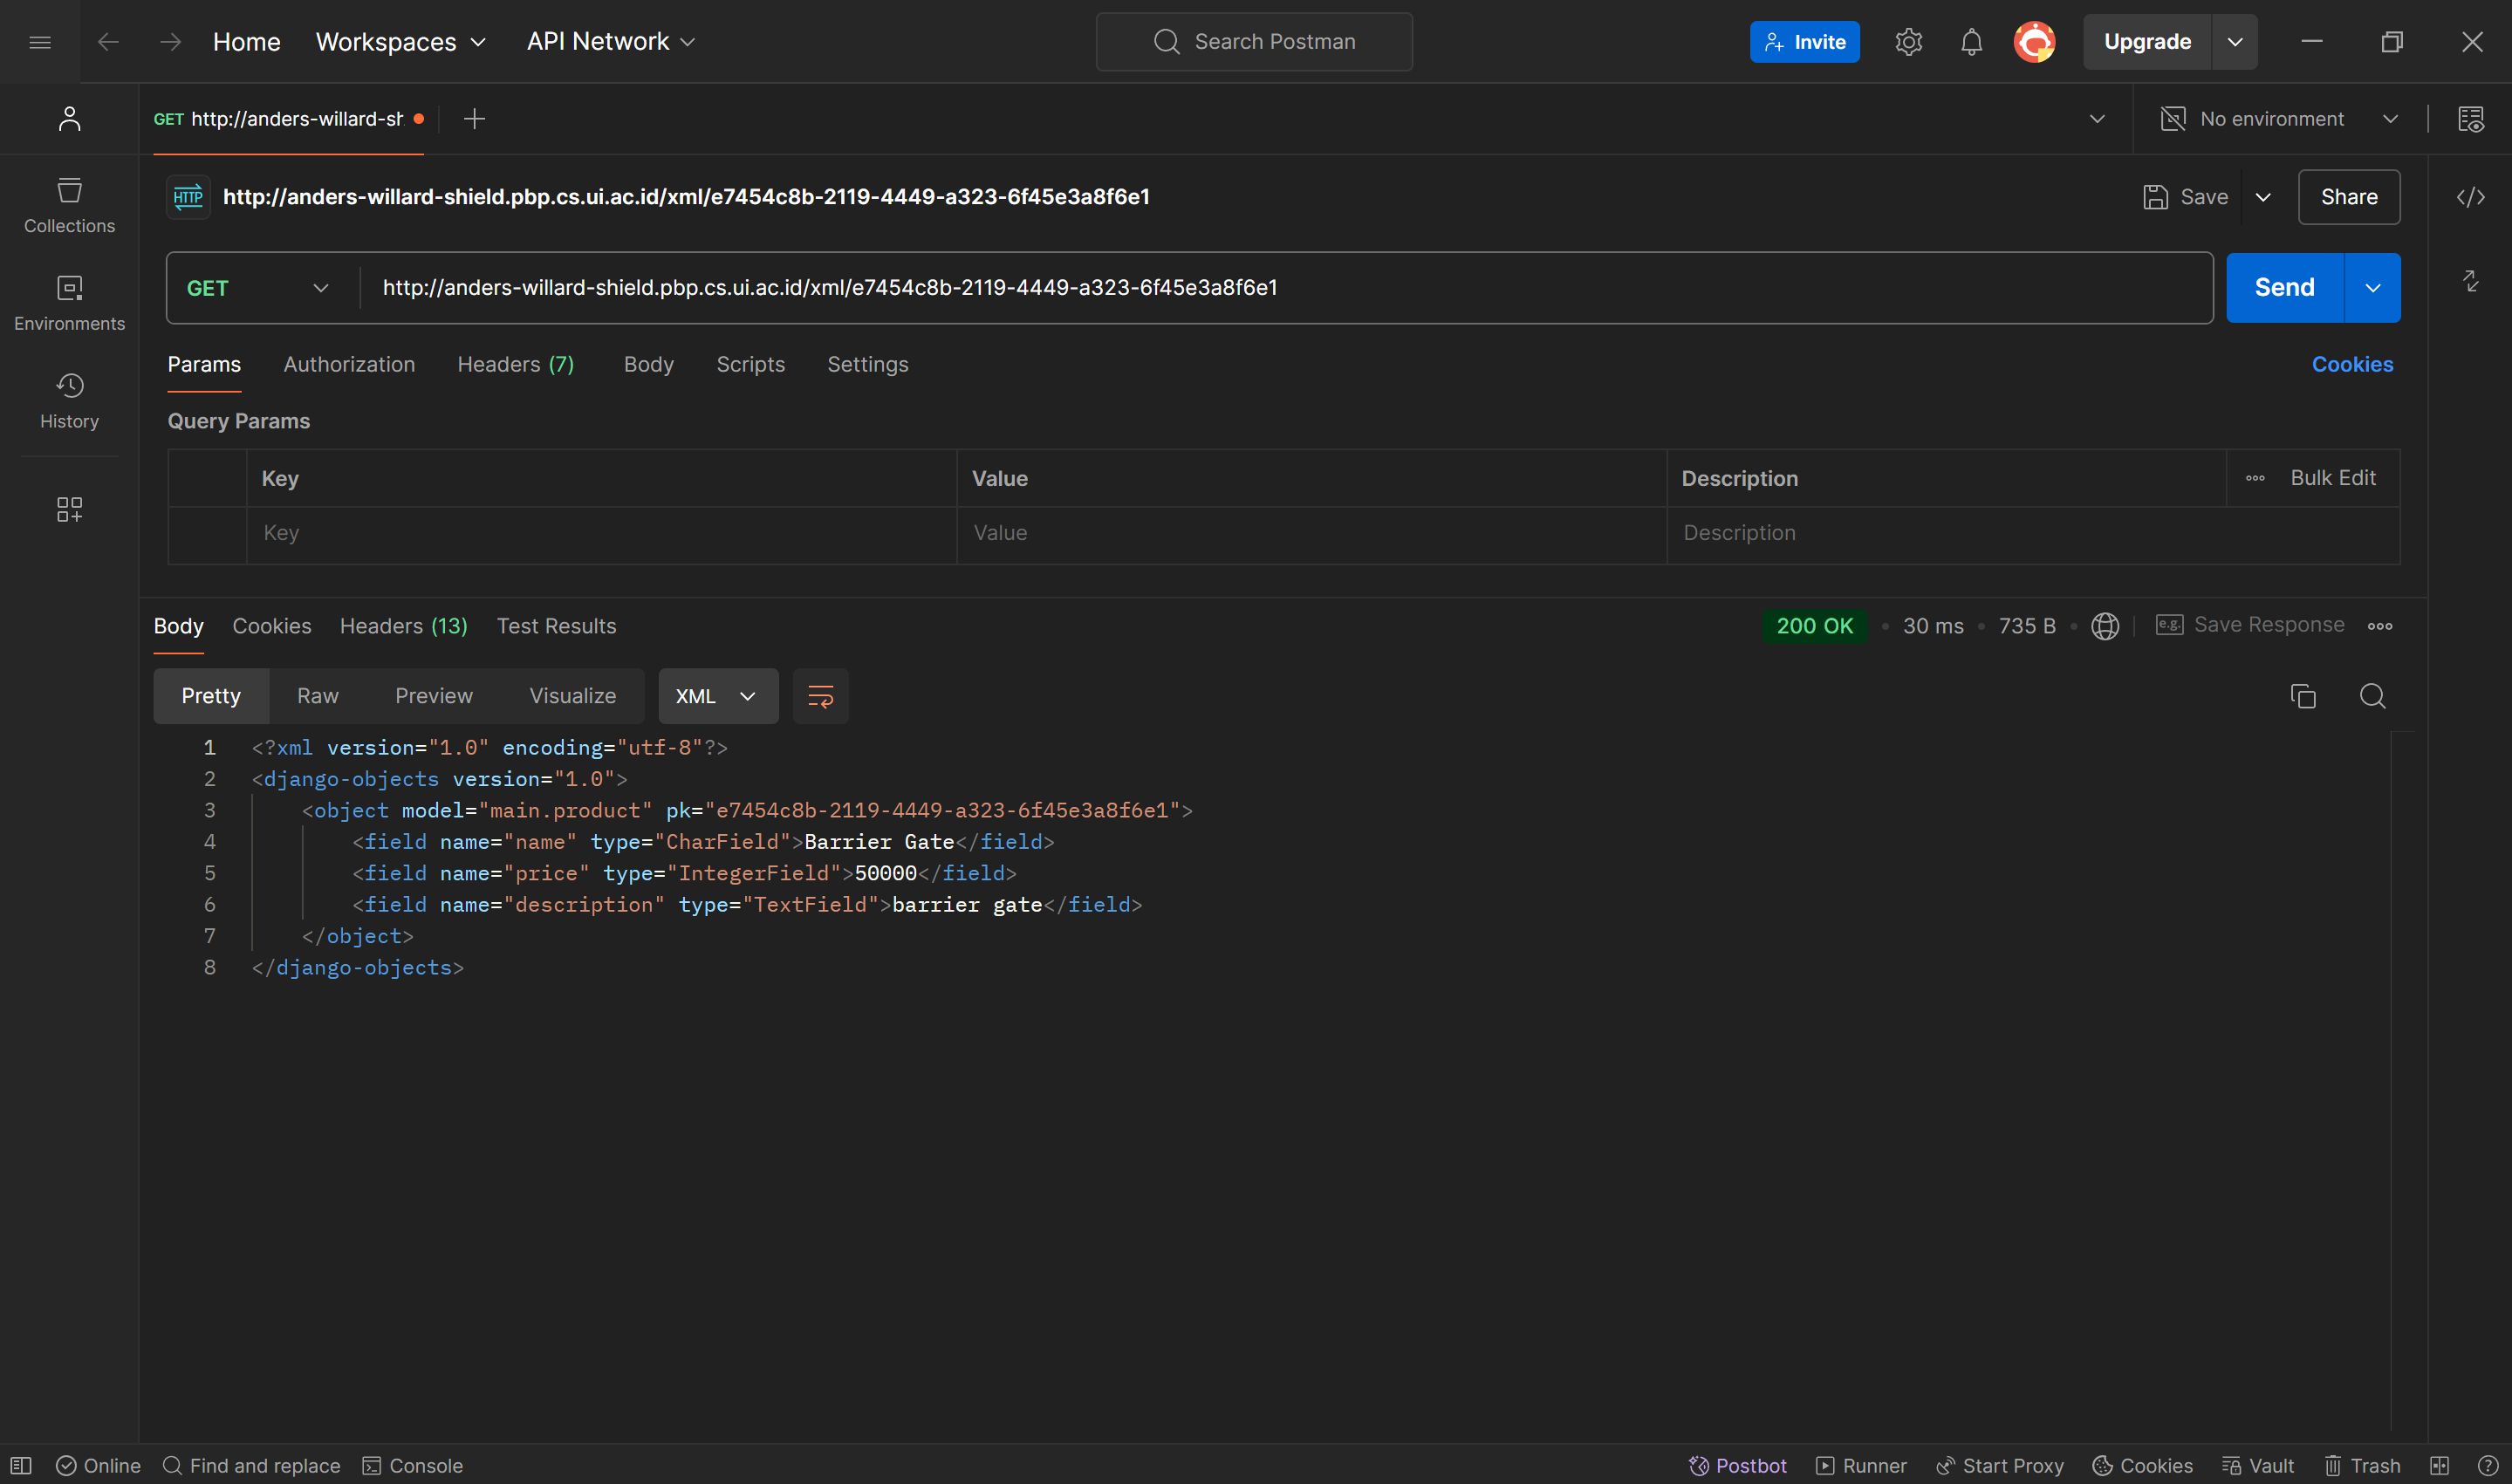 Home Workspaces API Network Search Postman Invite Upgrade
GET http://anders-willard-sh No environment
Collections
Environments
History
HTTP http://anders-willard-shield.pbp.cs.ui.ac.id/xml/e7454c8b-2119-4449-a323-6f45e3a8f6e1 Save Share
GET http://anders-willard-shield.pbp.cs.ui.ac.id/xml/e7454c8b-2119-4449-a323-6f45e3a8f6e1 Send
Params Authorization Headers (7) Body Scripts Settings Cookies
Query Params
Key Value Description Bulk Edit
Key Value Description
Body Cookies Headers (13) Test Results 200 OK 30 ms 735 B e.g. Save Response
Pretty Raw Preview Visualize XML
1 <?xml version="1.0" encoding="utf-8"?>
2 <django-objects version="1.0">
3 <object model="main.product" pk="e7454c8b-2119-4449-a323-6f45e3a8f6e1">
4 <field name="name" type="CharField">Barrier Gate</field>
5 <field name="price" type="IntegerField">50000</field>
6 <field name="description" type="TextField">barrier gate</field>
7 </object>
8 </django-objects>
Online Find and replace Console Postbot Runner Start Proxy Cookies Vault Trash